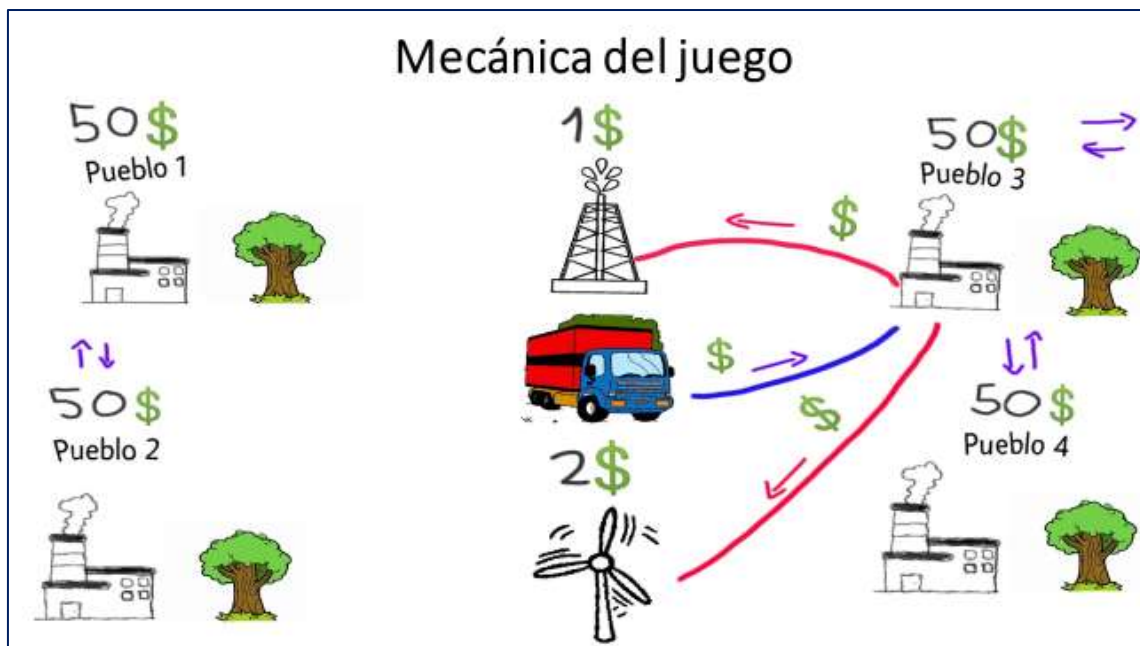 Mecánica del juego
50$
Pueblo 1
1$
50$
Pueblo 3
$
$
50$
Pueblo 2
$
50$
Pueblo 4
2$